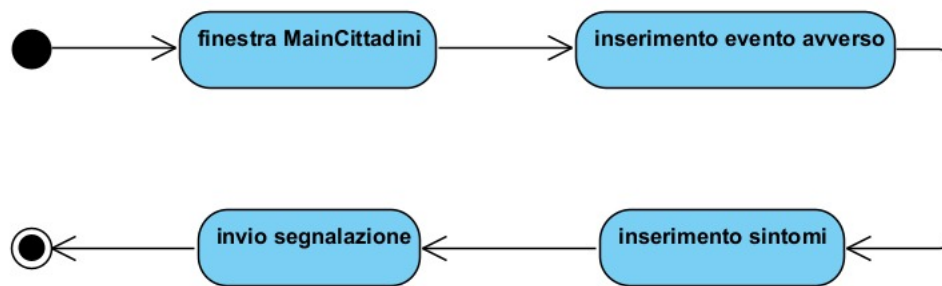 finestra MainCittadini
inserimento evento avverso
inserimento sintomi
invio segnalazione